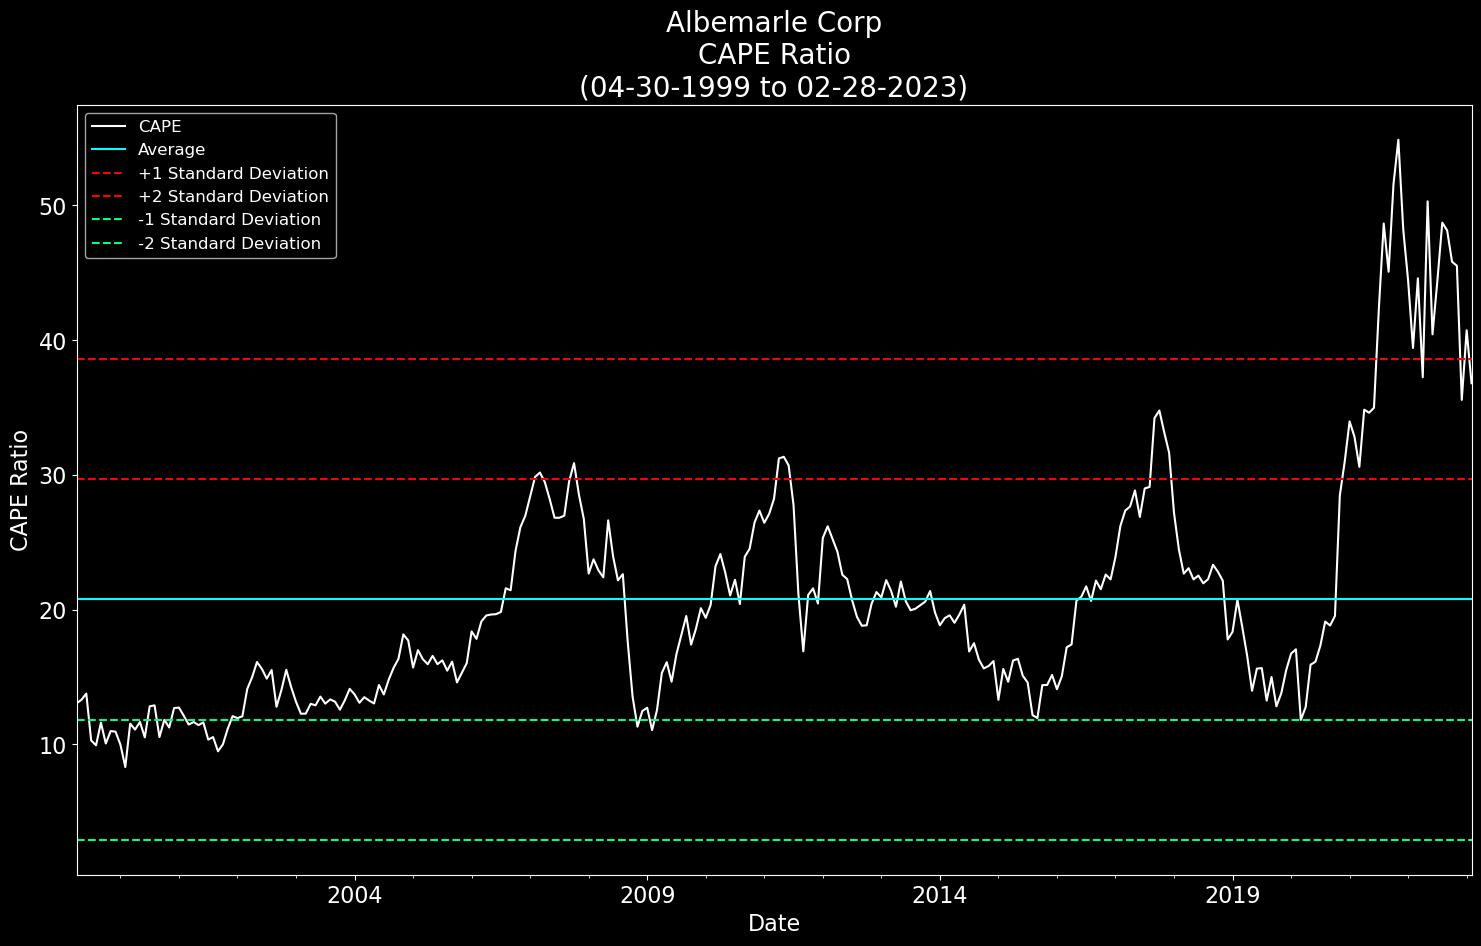 Albemarle Corp
CAPE Ratio
(04-30-1999 to 02-28-2023)
CAPE
Average
+1 Standard Deviation
+2 Standard Deviation
-1 Standard Deviation
-2 Standard Deviation
50
40
30
20
10
CAPE Ratio
2004
2009
2014
2019
Date